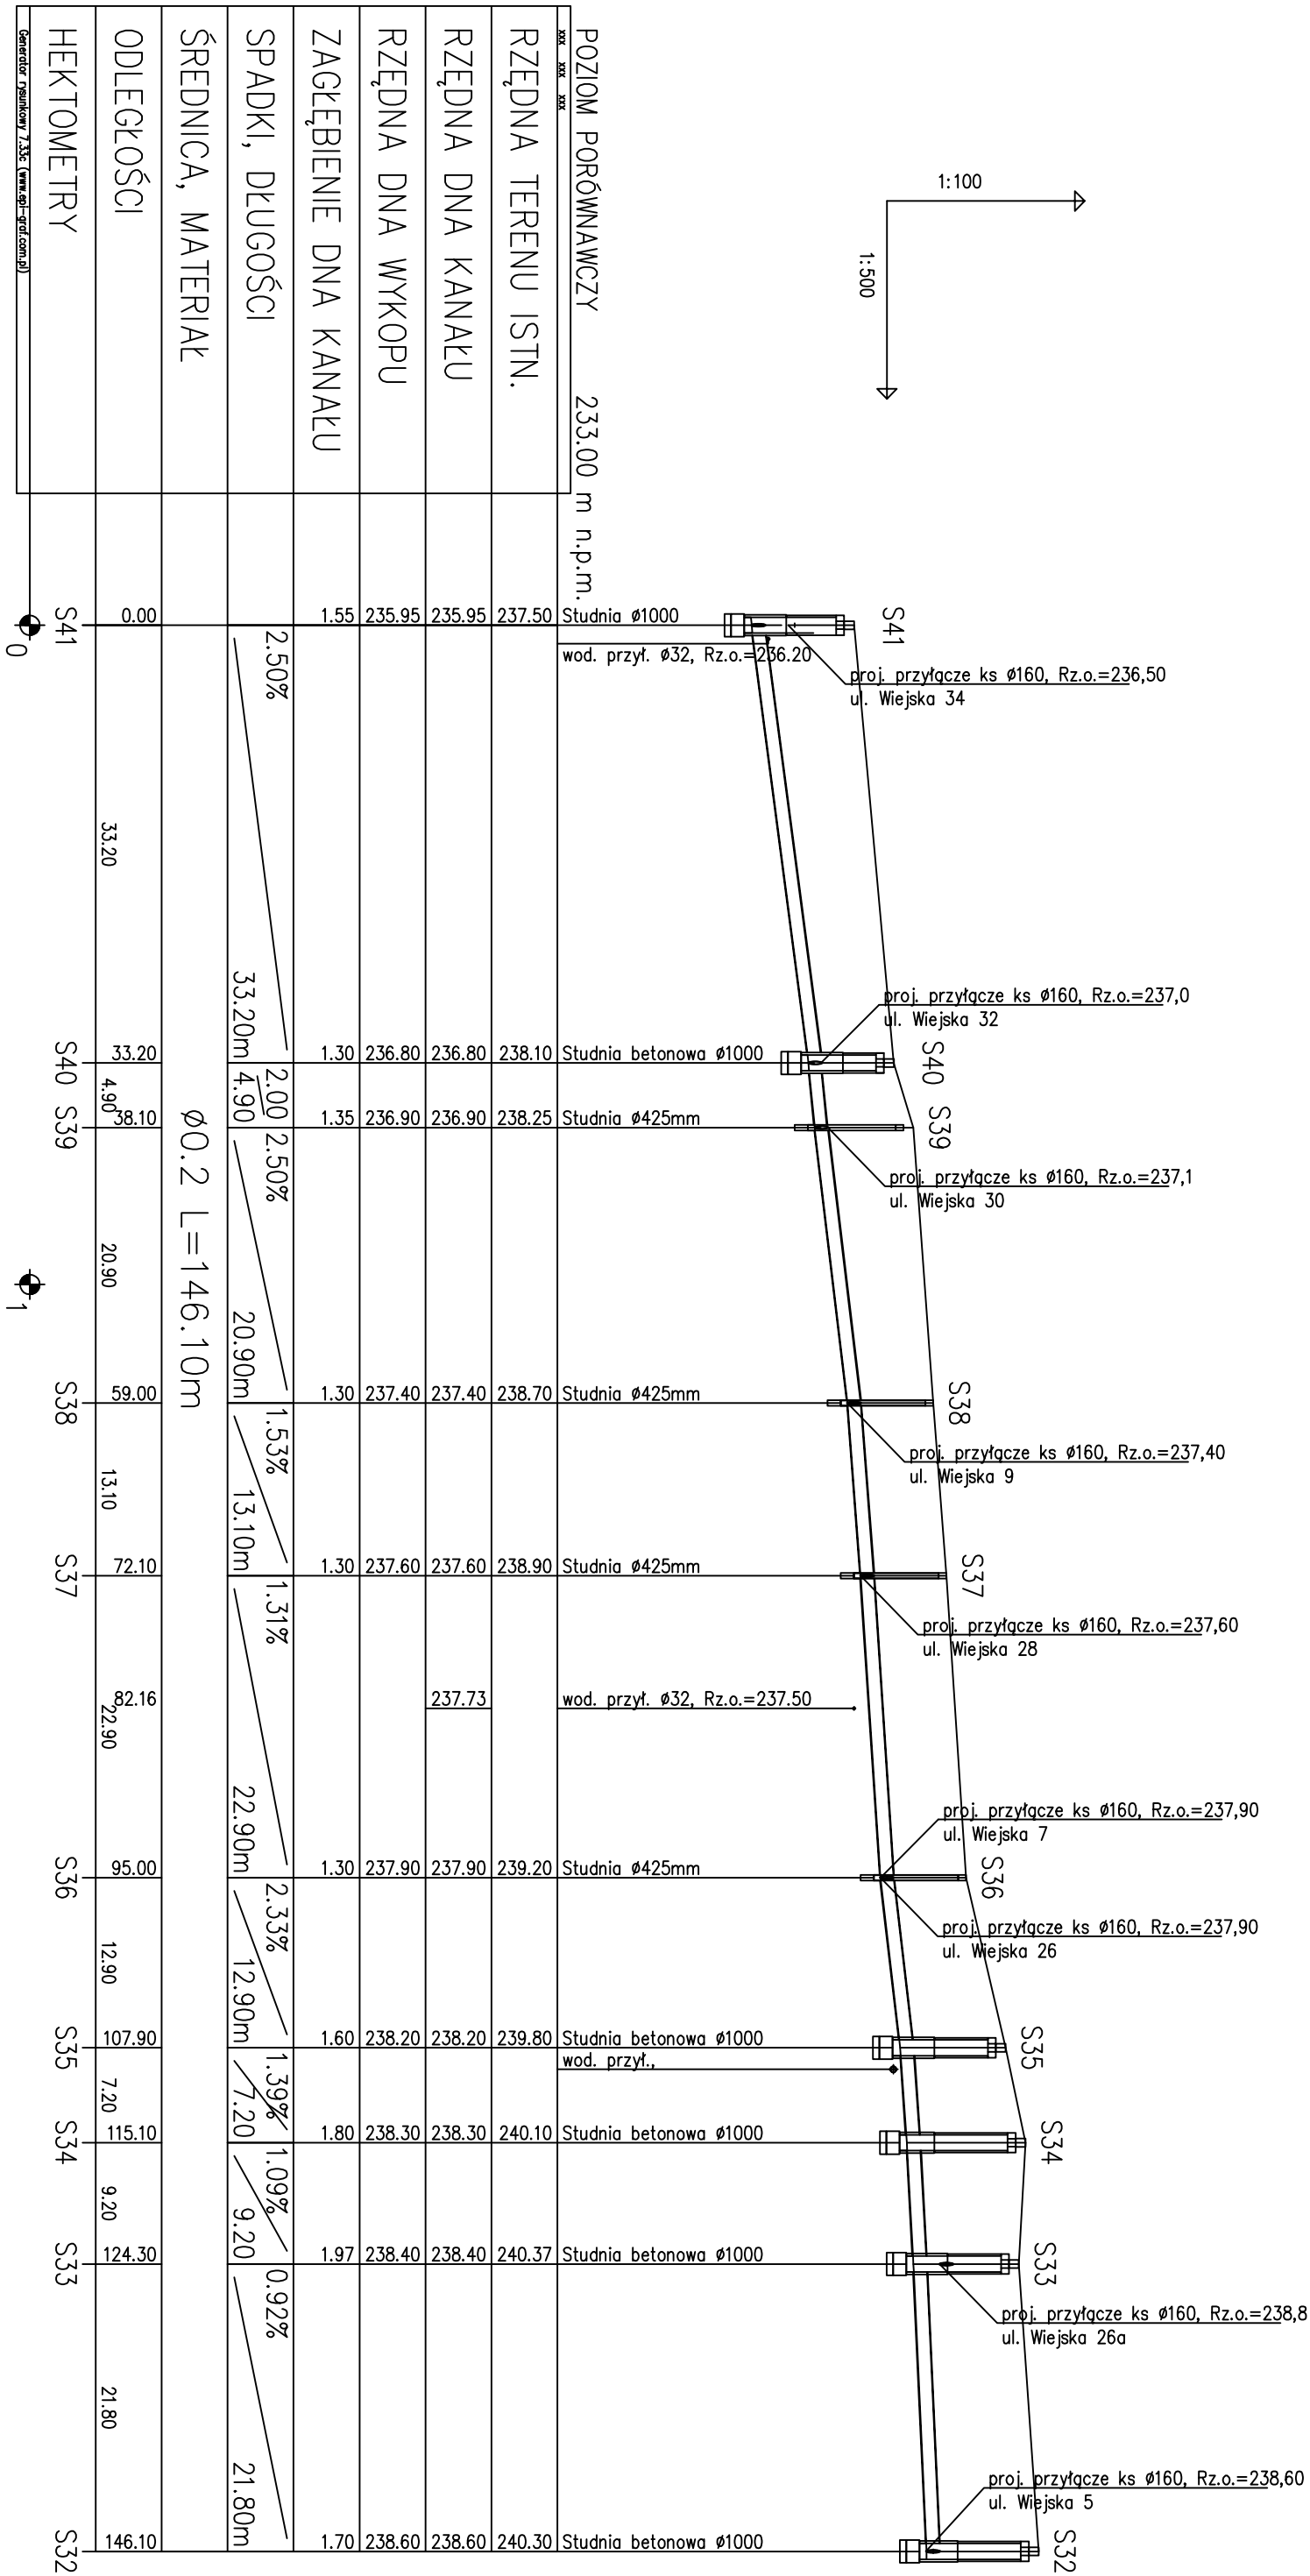 1:100
1:500
POZIOM PORÓWNAWCZY 233.00 m n.p.m.
xxx xxx xxx
RZĘDNA TERENU ISTN.
RZĘDNA DNA KANAŁU
RZĘDNA DNA WYKOPU
ZAGŁĘBIENIE DNA KANAŁU
SPADKI, DŁUGOŚCI
ŚREDNICA, MATERIAŁ
ODLEGŁOŚCI
HEKTOMETRY
Generator rysunkowy 7.33c (www.epi-graf.com.pl)
S41 0.00 1.55 235.95 235.95 237.50 Studnia ø1000 S41
0
wod. przył. ø32, Rz.o.=236.20
proj. przyłącze ks ø160, Rz.o.=236,50
ul. Wiejska 34
2.50%
33.20
33.20m
proj. przyłącze ks ø160, Rz.o.=237,0
ul. Wiejska 32
S40 33.20 1.30 236.80 236.80 238.10 Studnia betonowa ø1000 S40
2.00
4.90
4.90
S39 38.10 1.35 236.90 236.90 238.25 Studnia ø425mm S39
proj. przyłącze ks ø160, Rz.o.=237,1
ul. Wiejska 30
2.50%
20.90
20.90m
1
ø0.2 L=146.10m
S38 59.00 1.30 237.40 237.40 238.70 Studnia ø425mm S38
proj. przyłącze ks ø160, Rz.o.=237,40
ul. Wiejska 9
1.53%
13.10
13.10m
S37 72.10 1.30 237.60 237.60 238.90 Studnia ø425mm S37
proj. przyłącze ks ø160, Rz.o.=237,60
ul. Wiejska 28
1.31%
82.16 237.73 wod. przył. ø32, Rz.o.=237.50
22.90
22.90m
proj. przyłącze ks ø160, Rz.o.=237,90
ul. Wiejska 7
S36 95.00 1.30 237.90 237.90 239.20 Studnia ø425mm S36
proj. przyłącze ks ø160, Rz.o.=237,90
ul. Wiejska 26
2.33%
12.90
12.90m
S35 107.90 1.60 238.20 238.20 239.80 Studnia betonowa ø1000 S35
wod. przył.,
1.39%
7.20
7.20
S34 115.10 1.80 238.30 238.30 240.10 Studnia betonowa ø1000 S34
1.09%
9.20
9.20
S33 124.30 1.97 238.40 238.40 240.37 Studnia betonowa ø1000 S33
proj. przyłącze ks ø160, Rz.o.=238,8
ul. Wiejska 26a
0.92%
21.80
21.80m
proj. przyłącze ks ø160, Rz.o.=238,60
ul. Wiejska 5
S32 146.10 1.70 238.60 238.60 240.30 Studnia betonowa ø1000 S32